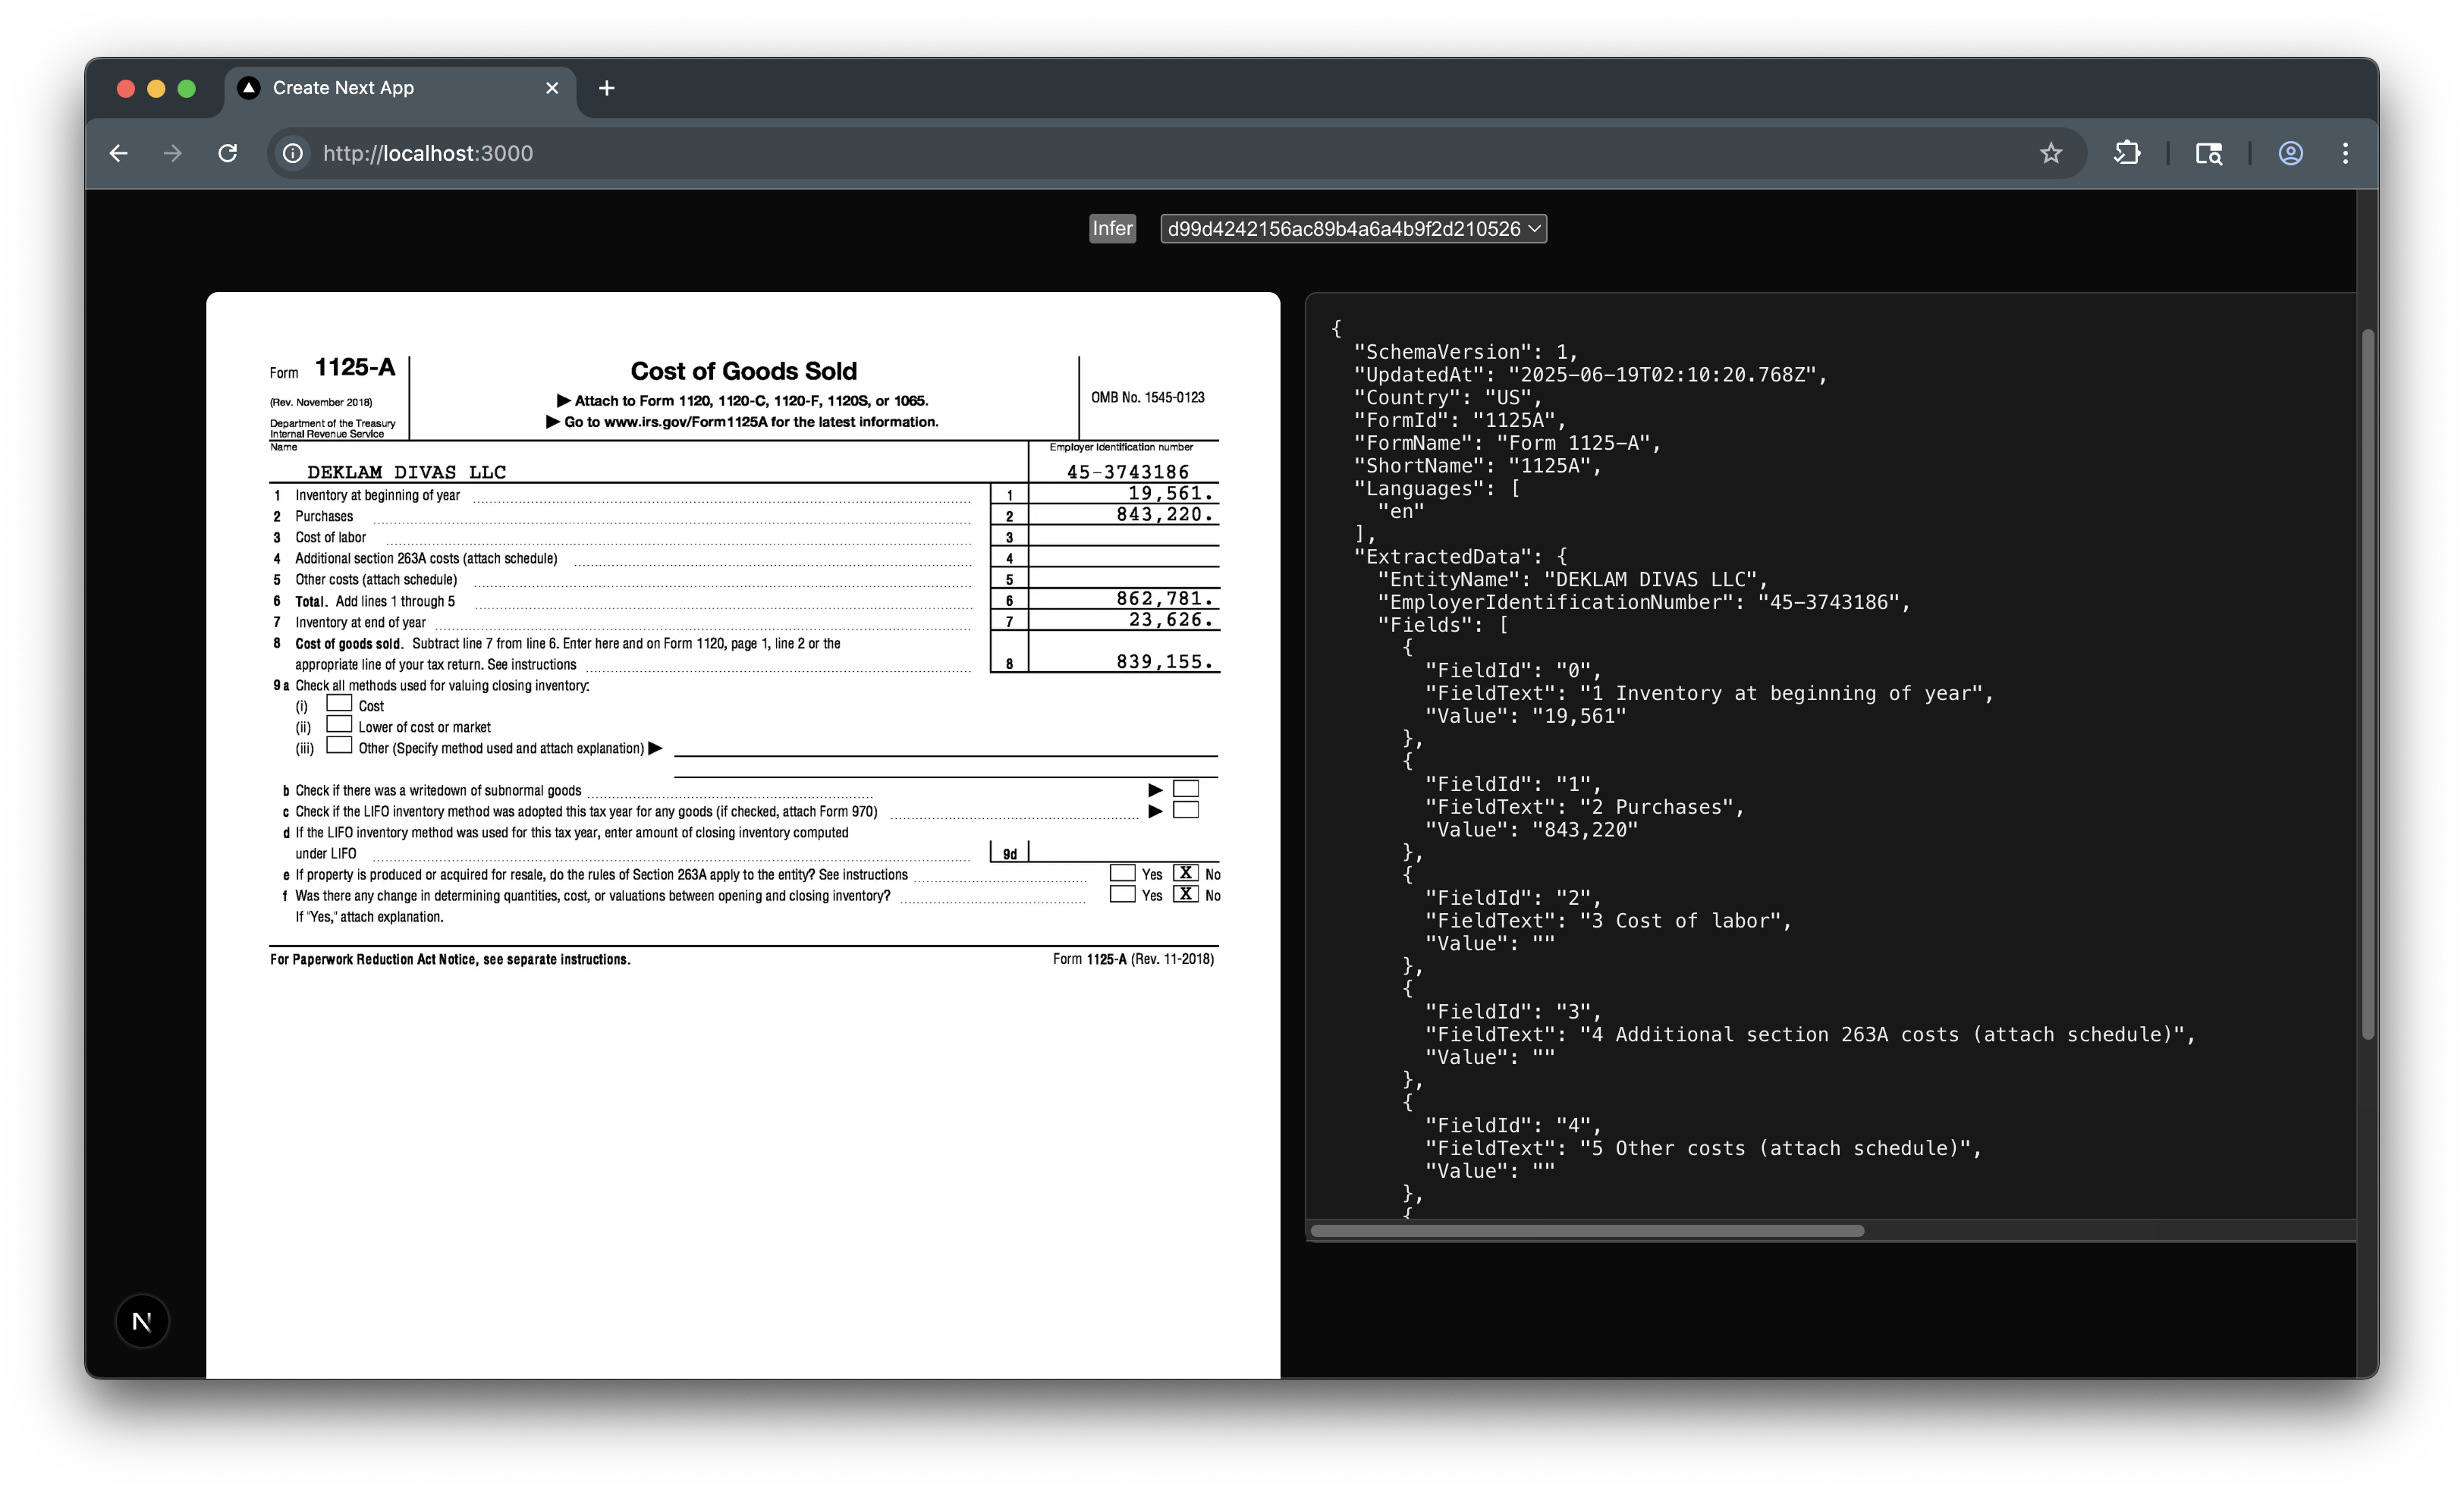 Create Next App
http://localhost:3000
Infer
d99d4242156ac89b4a6a4b9f2d210526
Form 1125-A
(Rev. November 2018)
Department of the Treasury
Internal Revenue Service
Cost of Goods Sold
▶ Attach to Form 1120, 1120-C, 1120-F, 1120S, or 1065.
▶ Go to www.irs.gov/Form1125A for the latest information.
OMB No. 1545-0123
Name
Employer identification number
DEKLAM DIVAS LLC
45-3743186
1 Inventory at beginning of year 1 19,561.
2 Purchases 2 843,220.
3 Cost of labor 3
4 Additional section 263A costs (attach schedule) 4
5 Other costs (attach schedule) 5
6 Total. Add lines 1 through 5 6 862,781.
7 Inventory at end of year 7 23,626.
8 Cost of goods sold. Subtract line 7 from line 6. Enter here and on Form 1120, page 1, line 2 or the
appropriate line of your tax return. See instructions 8 839,155.
9 a Check all methods used for valuing closing inventory:
(i) Cost
(ii) Lower of cost or market
(iii) Other (Specify method used and attach explanation) ▶
b Check if there was a writedown of subnormal goods ▶
c Check if the LIFO inventory method was adopted this tax year for any goods (if checked, attach Form 970) ▶
d If the LIFO inventory method was used for this tax year, enter amount of closing inventory computed
under LIFO 9d
e If property is produced or acquired for resale, do the rules of Section 263A apply to the entity? See instructions Yes X No
f Was there any change in determining quantities, cost, or valuations between opening and closing inventory? Yes X No
If "Yes," attach explanation.
For Paperwork Reduction Act Notice, see separate instructions.
Form 1125-A (Rev. 11-2018)
{
"SchemaVersion": 1,
"UpdatedAt": "2025-06-19T02:10:20.768Z",
"Country": "US",
"FormId": "1125A",
"FormName": "Form 1125-A",
"ShortName": "1125A",
"Languages": [
"en"
],
"ExtractedData": {
"EntityName": "DEKLAM DIVAS LLC",
"EmployerIdentificationNumber": "45-3743186",
"Fields": [
{
"FieldId": "0",
"FieldText": "1 Inventory at beginning of year",
"Value": "19,561"
},
{
"FieldId": "1",
"FieldText": "2 Purchases",
"Value": "843,220"
},
{
"FieldId": "2",
"FieldText": "3 Cost of labor",
"Value": ""
},
{
"FieldId": "3",
"FieldText": "4 Additional section 263A costs (attach schedule)",
"Value": ""
},
{
"FieldId": "4",
"FieldText": "5 Other costs (attach schedule)",
"Value": ""
},
{
N